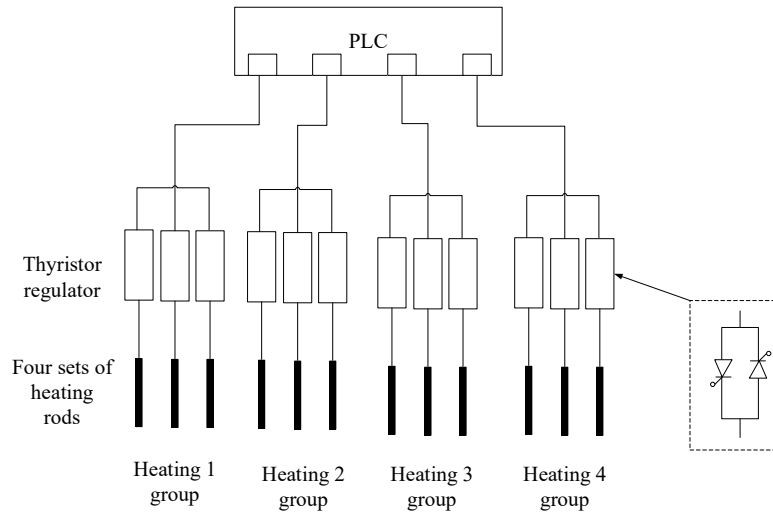 PLC
Thyristor
regulator
Four sets of
heating
rods
Heating 1
group
Heating 2
group
Heating 3
group
Heating 4
group